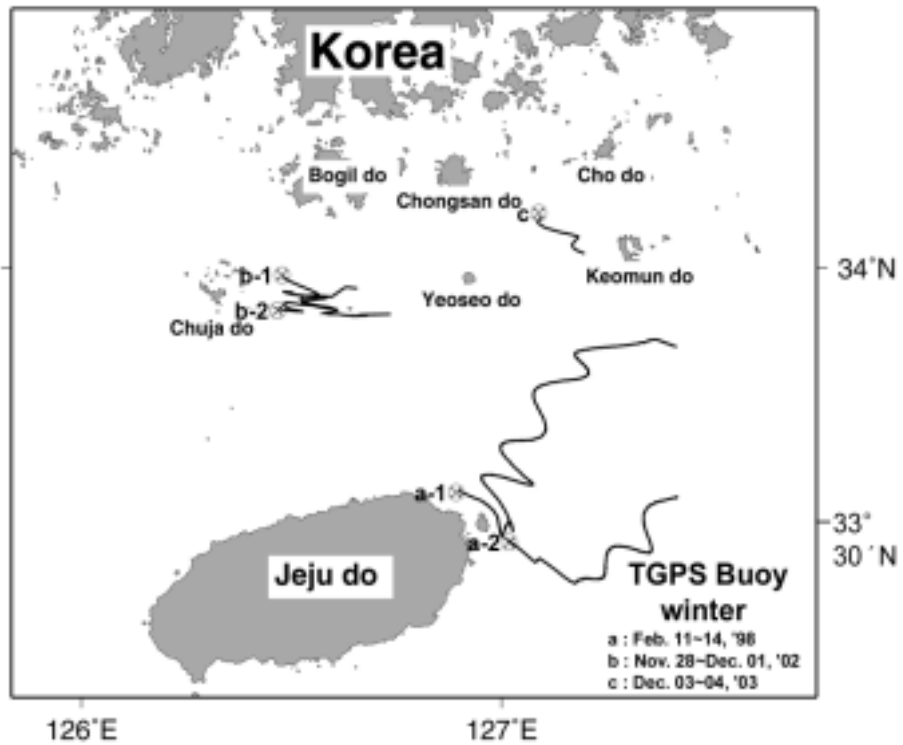 Korea
Bogil do
Chongsan do
Cho do
c
b-1
34°N
Keomun do
Yeoseo do
b-2
Chuja do
a-1
33°
a-2
30´N
Jeju do
TGPS Buoy
winter
a : Feb. 11~14, '98
b : Nov. 28~Dec. 01, '02
c : Dec. 03~04, '03
126°E
127°E